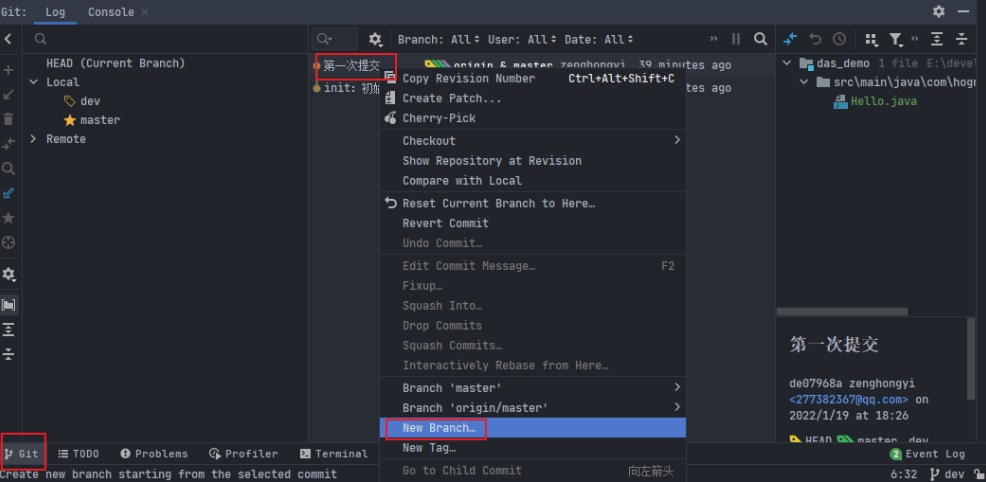 Git: Log Console
Branch: All User: All Date: All
HEAD (Current Branch)
Local
dev
master
Remote
第一次提交 origin & master zenghongyi 39 minutes ago
init: tes ago
Copy Revision Number Ctrl+Alt+Shift+C
Create Patch...
Cherry-Pick
Checkout
Show Repository at Revision
Compare with Local
Reset Current Branch to Here…
Revert Commit
Undo Commit…
Edit Commit Message… F2
Fixup…
Squash Into…
Drop Commits
Squash Commits…
Interactively Rebase from Here…
Branch 'master'
Branch 'origin/master'
New Branch…
New Tag…
Go to Child Commit 向左箭头
das_demo 1 file E:\devel
src\main\java\com\hogr
Hello.java
第一次提交
de07968a zenghongyi
<277382367@qq.com> on
2022/1/19 at 18:26
HEAD master dev
Git TODO Problems Profiler Terminal 2 Event Log
Create new branch starting from the selected commit 6:32 dev